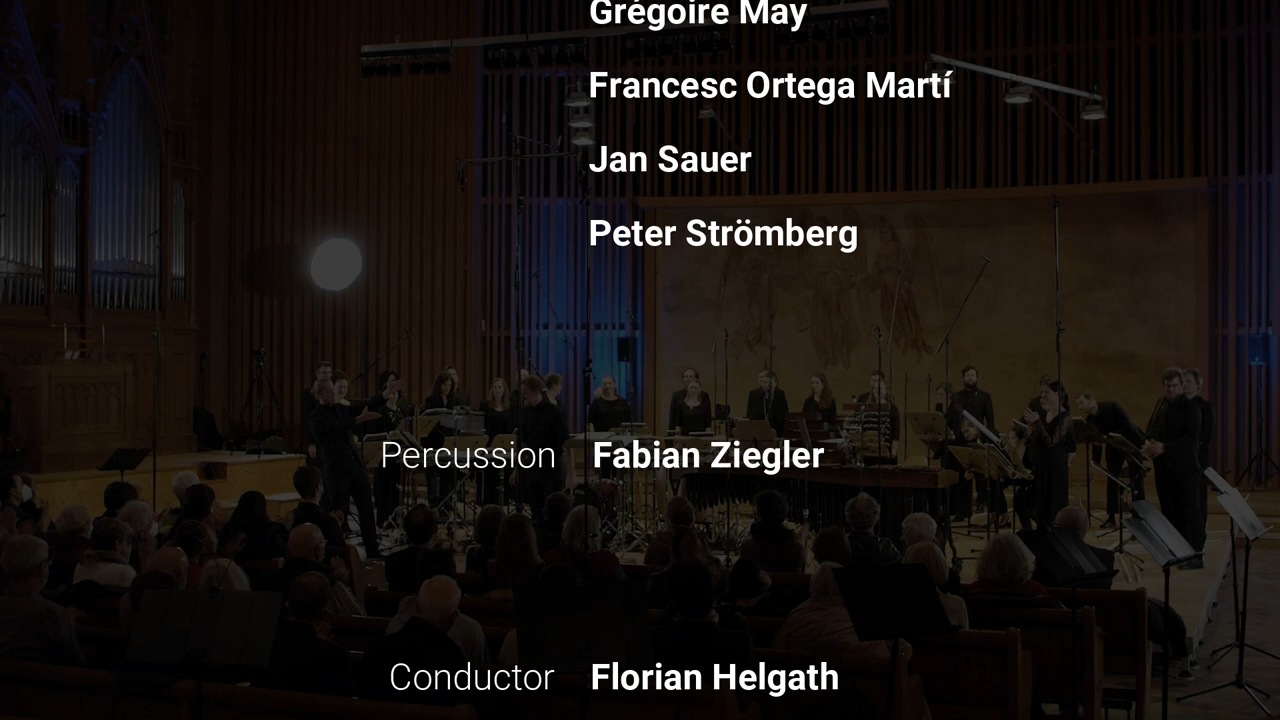 Grégoire May
Francesc Ortega Martí
Jan Sauer
Peter Strömberg
Percussion Fabian Ziegler
Conductor Florian Helgath